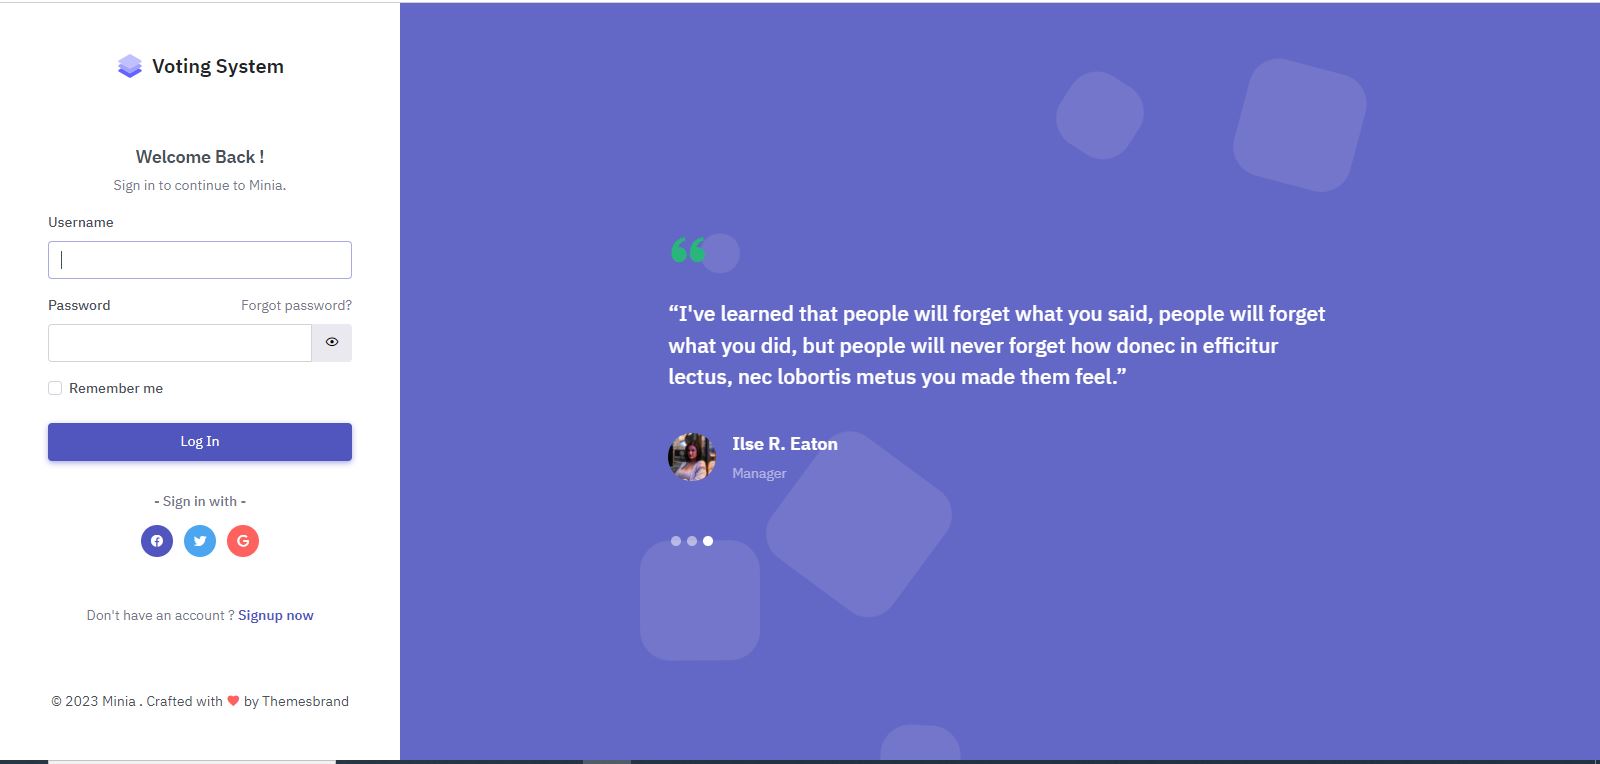 Voting System
Welcome Back !
Sign in to continue to Minia.
Username
Password
Forgot password?
Remember me
Log In
- Sign in with -
Don't have an account ? Signup now
© 2023 Minia . Crafted with ❤ by Themesbrand
“
“I've learned that people will forget what you said, people will forget
what you did, but people will never forget how donec in efficitur
lectus, nec lobortis metus you made them feel.”
Ilse R. Eaton
Manager